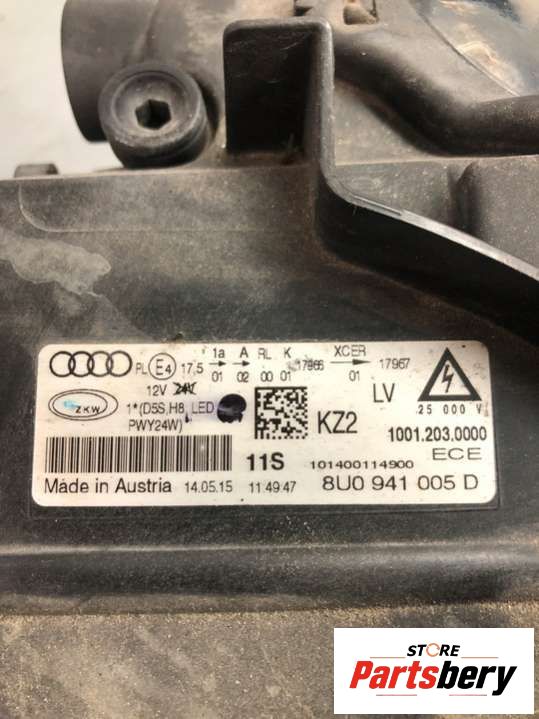 1a A RL K XCER
PL E4 17,5 → → 17966 → 17967
01 02 00 01 01
12V 24V
ZKW 1*(D5S,H8, LED
PWY24W)
KZ2
LV
25 000 V
1001.203.0000
ECE
11S 101400114900
Made in Austria 14.05.15 11:49:47 8U0 941 005 D
STORE
Partsbery